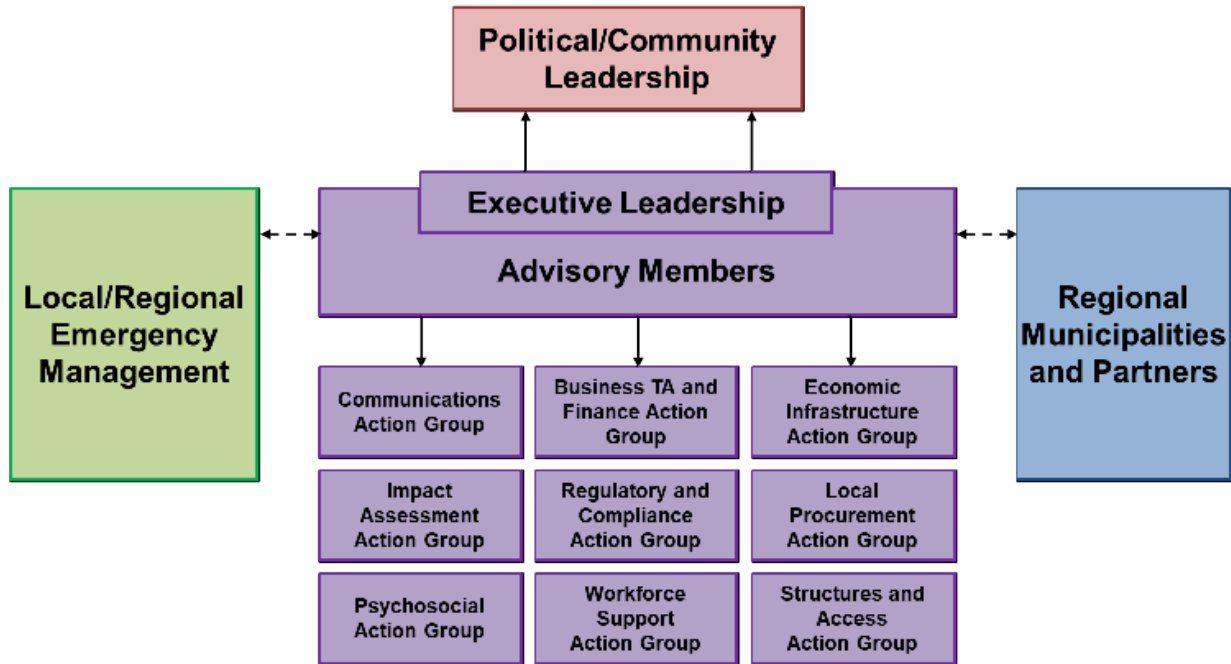 Political/Community
Leadership
Executive Leadership
Advisory Members
Local/Regional
Emergency
Management
Regional
Municipalities
and Partners
Communications
Action Group
Business TA and
Finance Action
Group
Economic
Infrastructure
Action Group
Impact
Assessment
Action Group
Regulatory and
Compliance
Action Group
Local
Procurement
Action Group
Psychosocial
Action Group
Workforce
Support
Action Group
Structures and
Access
Action Group